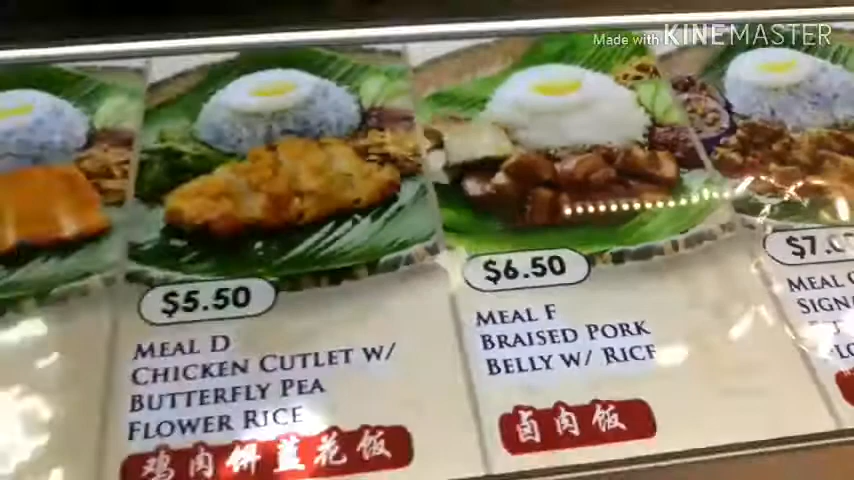 Made with KINEMASTER
$5.50
MEAL D
CHICKEN CUTLET W/
BUTTERFLY PEA
FLOWER RICE
鸡肉饼蓝花饭
$6.50
MEAL F
BRAISED PORK
BELLY W/ RICE
卤肉饭
MEAL